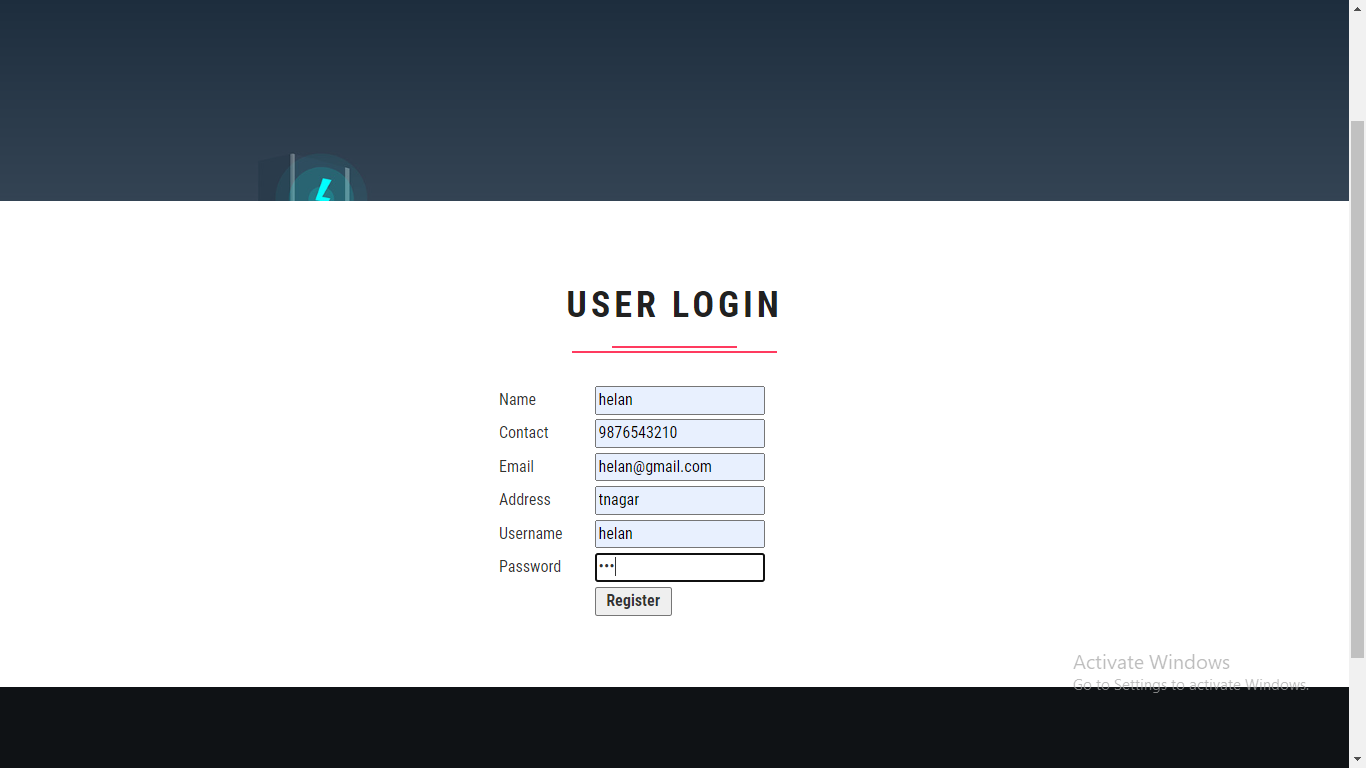 USER LOGIN
Name helan
Contact 9876543210
Email helan@gmail.com
Address tnagar
Username helan
Password •••
Register
Activate Windows
Go to Settings to activate Windows.